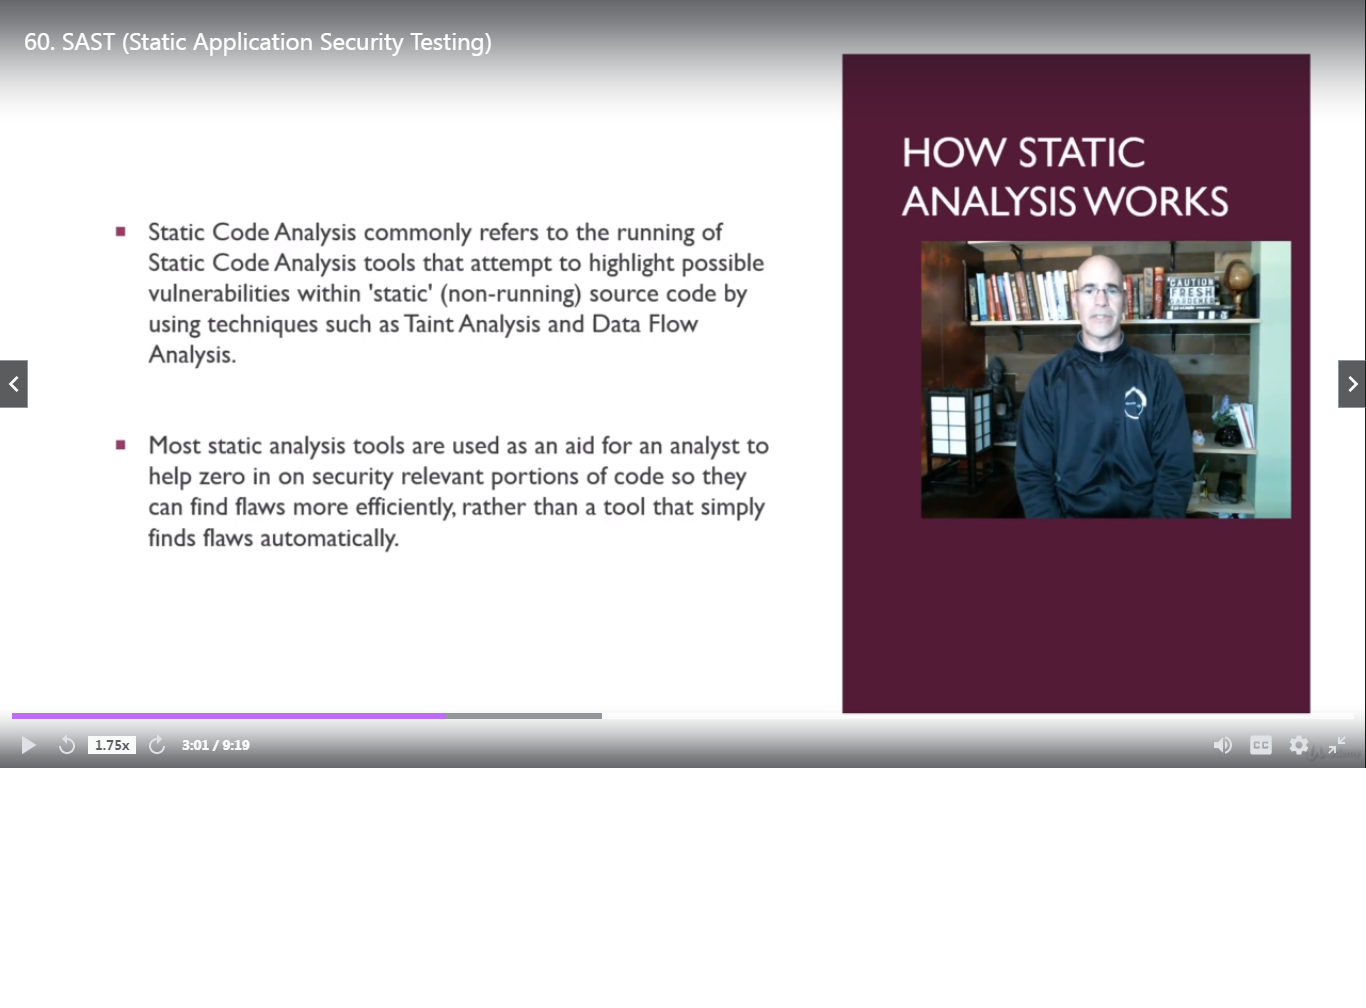 60. SAST (Static Application Security Testing)
HOW STATIC
ANALYSIS WORKS
Static Code Analysis commonly refers to the running of
Static Code Analysis tools that attempt to highlight possible
vulnerabilities within 'static' (non-running) source code by
using techniques such as Taint Analysis and Data Flow
Analysis.
Most static analysis tools are used as an aid for an analyst to
help zero in on security relevant portions of code so they
can find flaws more efficiently, rather than a tool that simply
finds flaws automatically.
CAUTION
FRESH
GARDENER
1.75x
3:01 / 9:19
CC